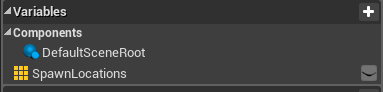 Variables
Components
DefaultSceneRoot
SpawnLocations